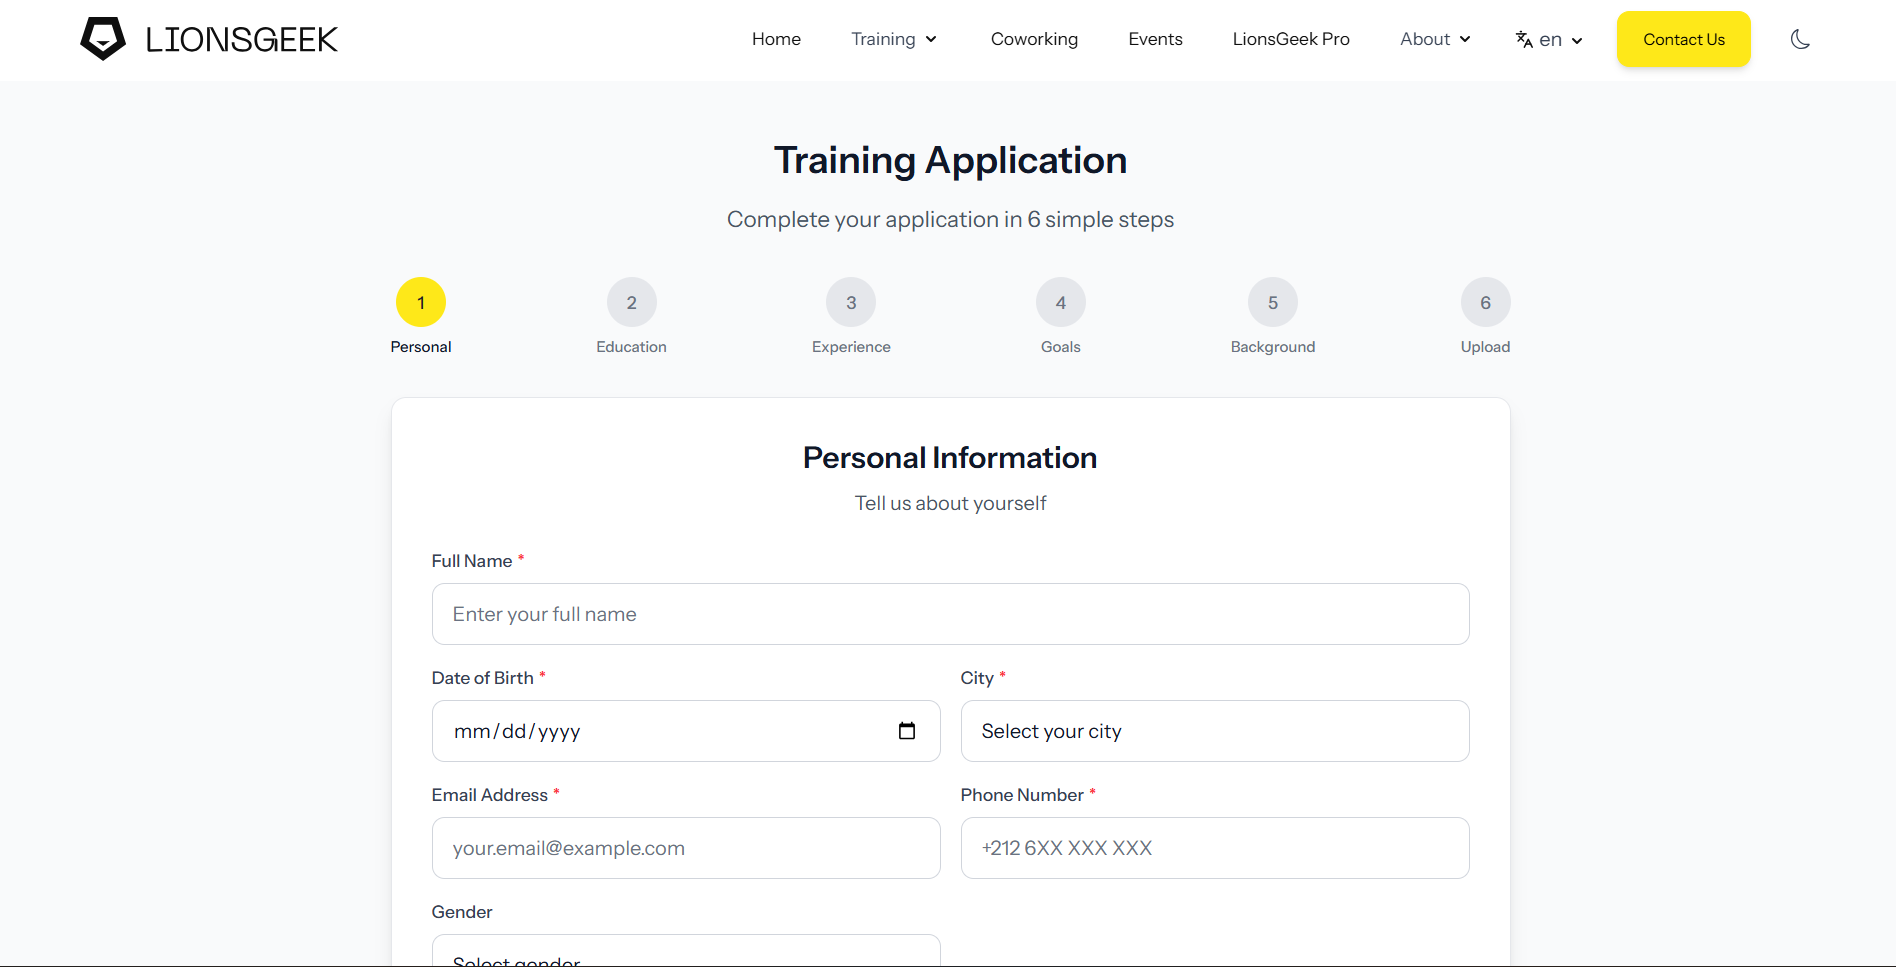 LIONSGEEK
Home Training Coworking Events LionsGeek Pro About en Contact Us
Training Application
Complete your application in 6 simple steps
1 2 3 4 5 6
Personal Education Experience Goals Background Upload
Personal Information
Tell us about yourself
Full Name *
Enter your full name
Date of Birth * City *
mm/dd/yyyy Select your city
Email Address * Phone Number *
your.email@example.com +212 6XX XXX XXX
Gender
Select gender